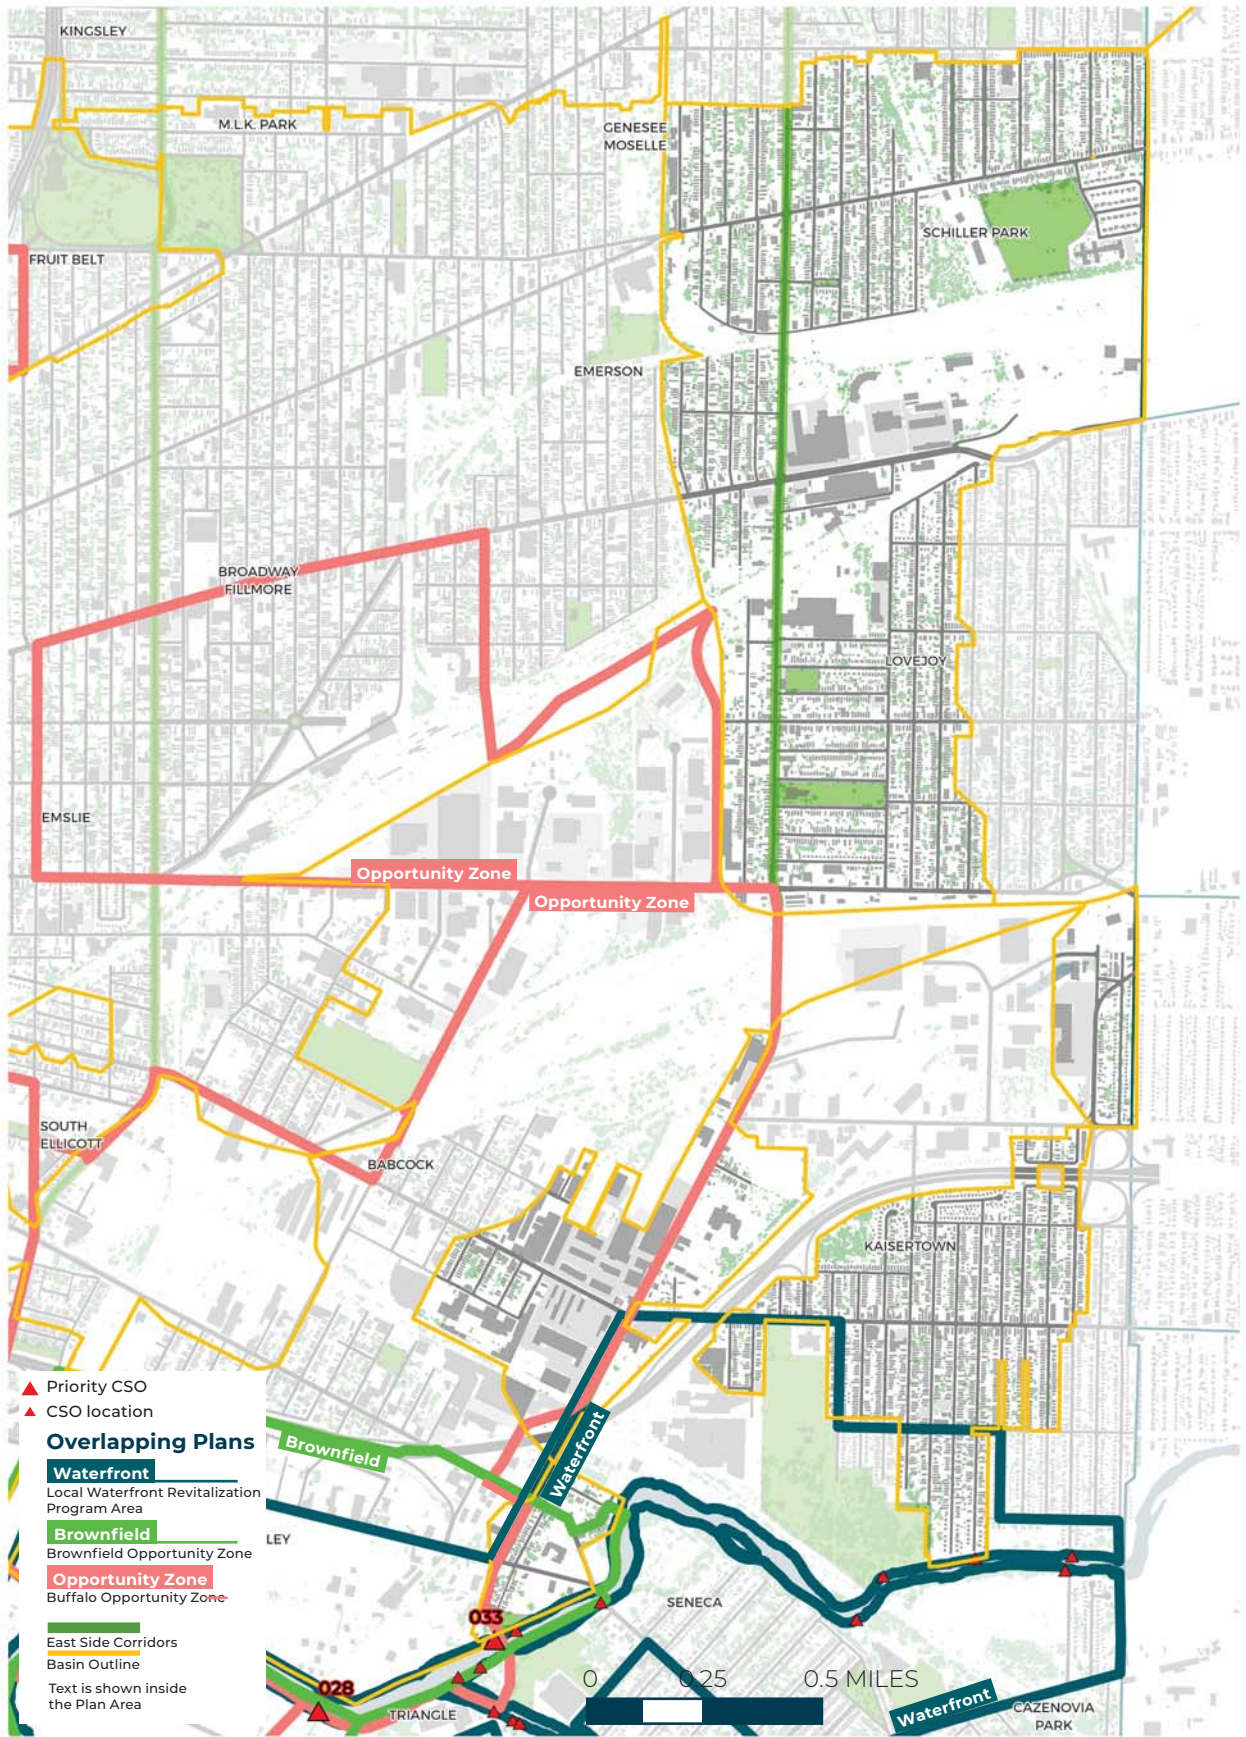 KINGSLEY
M.L.K. PARK
GENESEE
MOSELLE
SCHILLER PARK
FRUIT BELT
EMERSON
BROADWAY
FILLMORE
LOVEJOY
EMSLIE
Opportunity Zone
Opportunity Zone
SOUTH
ELLICOTT
BABCOCK
KAISERTOWN
Priority CSO
CSO location
Overlapping Plans
Waterfront
Local Waterfront Revitalization
Program Area
Brownfield
Brownfield Opportunity Zone
Opportunity Zone
Buffalo Opportunity Zone
East Side Corridors
Basin Outline
Text is shown inside
the Plan Area
Brownfield
Waterfront
LEY
SENECA
033
028
TRIANGLE
0 0.25 0.5 MILES
Waterfront
CAZENOVIA
PARK